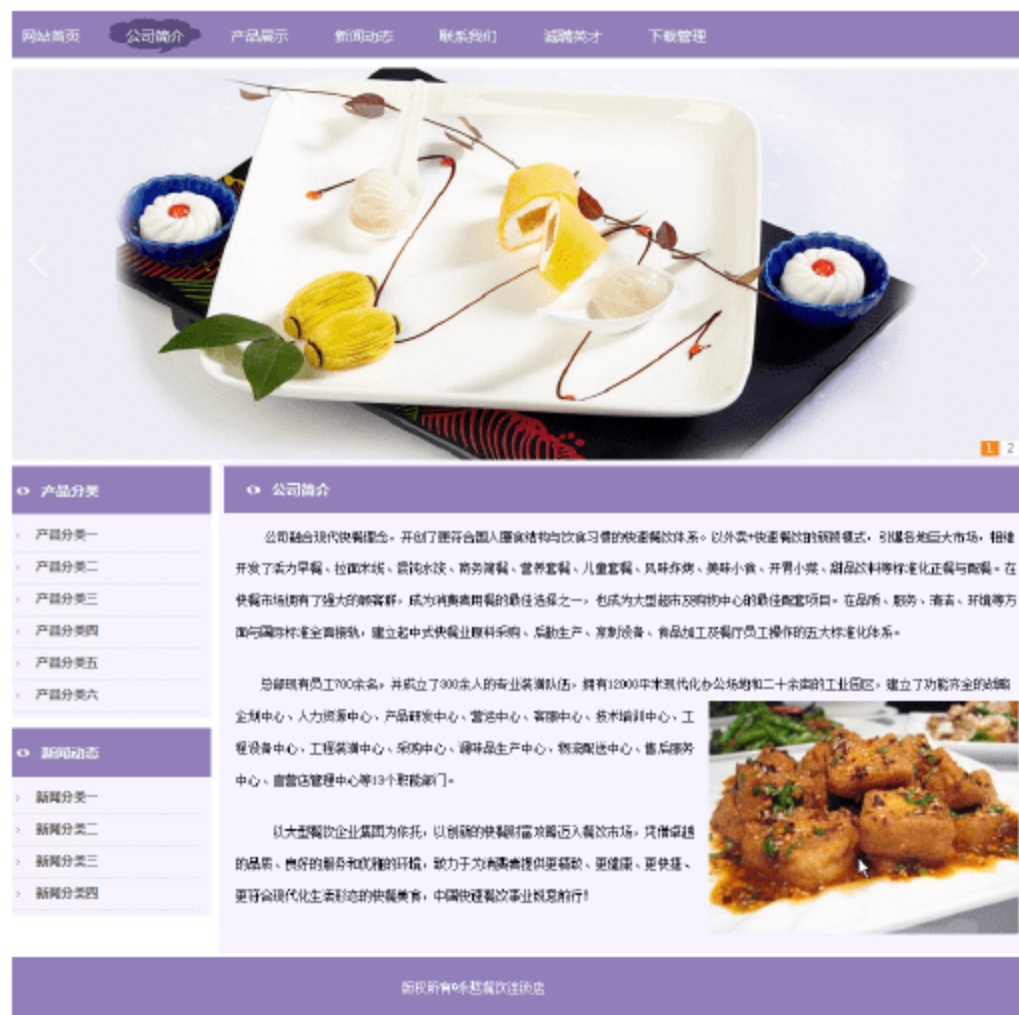 网站首页 公司简介 产品展示 新闻动态 联系我们 诚聘英才 下载管理
1 2
产品分类
产品分类一
产品分类二
产品分类三
产品分类四
产品分类五
产品分类六
新闻动态
新闻分类一
新闻分类二
新闻分类三
新闻分类四
公司简介
公司融合现代快餐理念。开创了更符合国人膳食结构与饮食习惯的快速餐饮体系。以外卖+快速餐饮的新颖模式，引爆各地巨大市场，相继
开发了活力早餐、拉面米线、馄饨水饺、商务简餐、营养套餐、儿童套餐、风味炸烤、美味小食、开胃小菜、甜品饮料等标准化正餐与配餐。在
快餐市场拥有了强大的顾客群，成为消费者用餐的最佳选择之一，也成为大型超市及购物中心的最佳配套项目。在品质、服务、清洁、环境等方
面与国际标准全面接轨，建立起中式快餐业原料采购、后勤生产、烹制设备、食品加工及餐厅员工操作的五大标准化体系。
总部现有员工700余名，并成立了300余人的专业装潢队伍，拥有12000平米现代化办公场地和二十余亩的工业园区，建立了功能齐全的战略
企划中心、人力资源中心、产品研发中心、营运中心、客服中心、技术培训中心、工
程设备中心、工程装潢中心、采购中心、调味品生产中心、物流配送中心、售后服务
中心、直营店管理中心等13个职能部门。
以大型餐饮企业集团为依托，以创新的快餐财富攻略迈入餐饮市场，凭借卓越
的品质、良好的服务和优雅的环境，致力于为消费者提供更精致、更健康、更快捷、
更符合现代化生活形态的快餐美食，中国快速餐饮事业锐意前行！
版权所有 餐饮连锁店